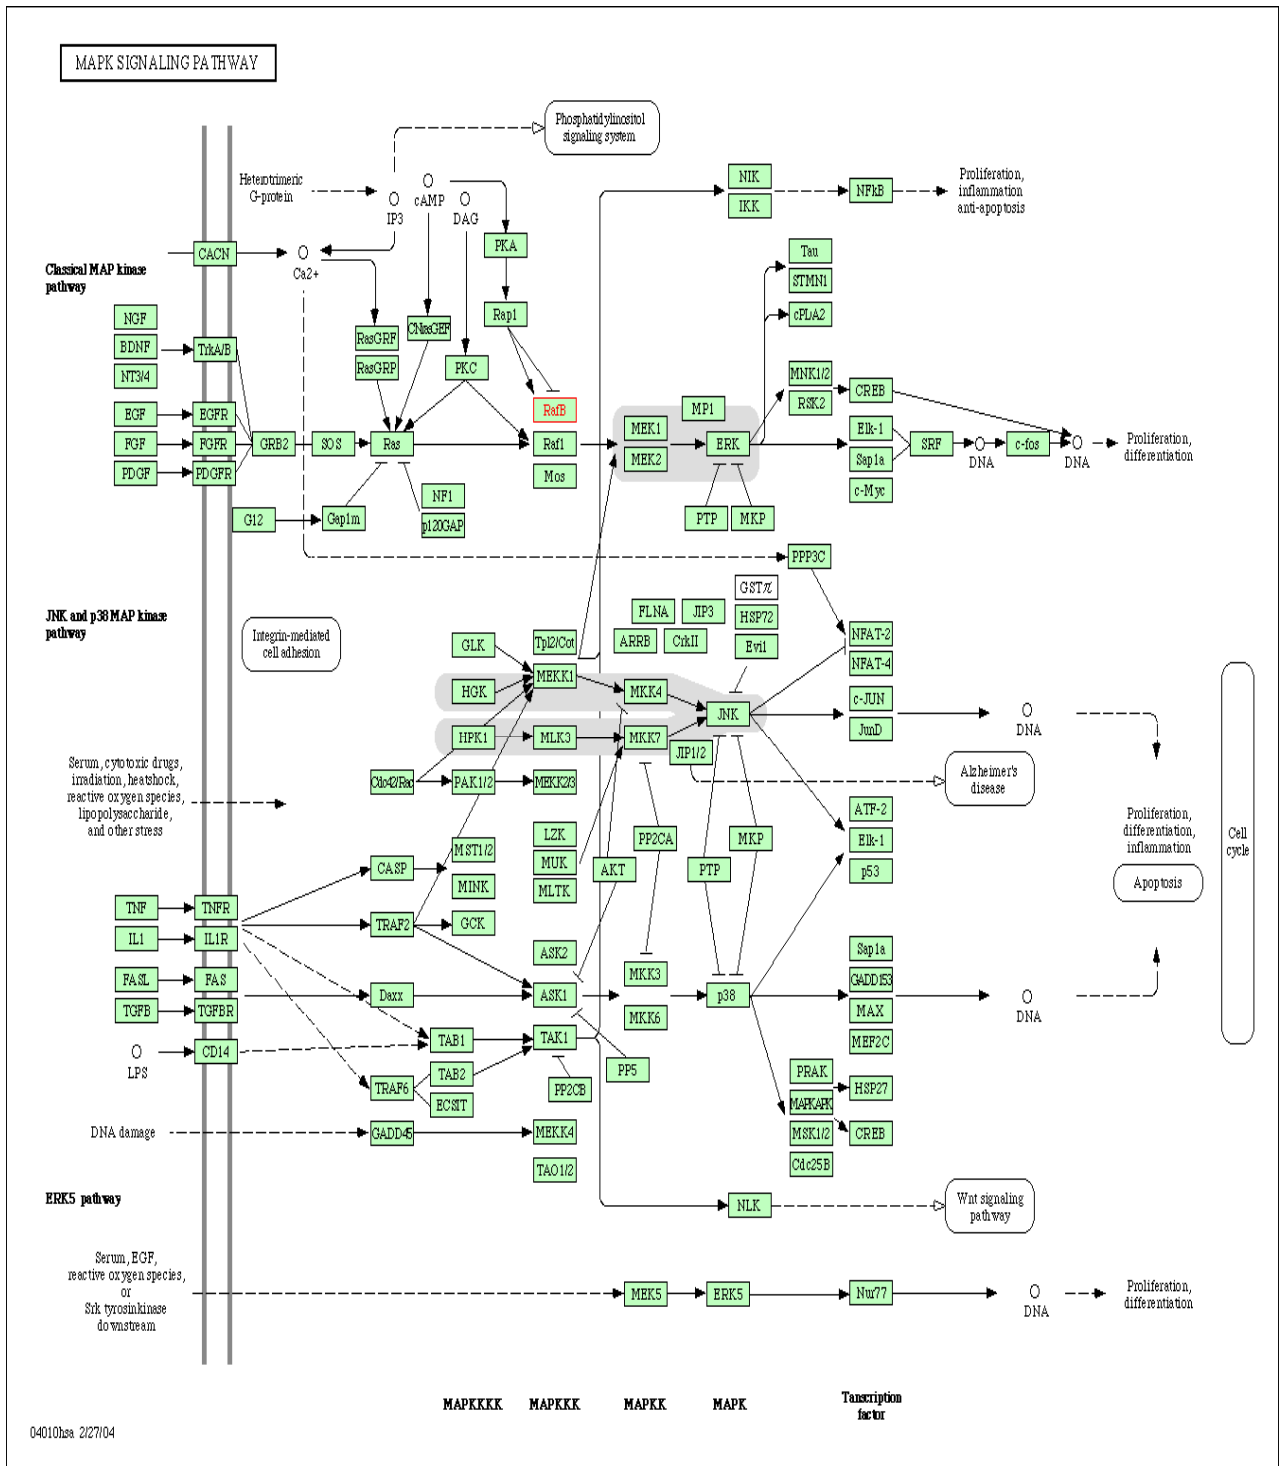 MAPK SIGNALING PATHWAY
Phosphatidylinositol
signaling system
Heterotrimeric
G-protein
IP3
cAMP
DAG
NIK
IKK
NFkB
Proliferation,
inflammation
anti-apoptosis
CACN
Ca2+
PKA
Tau
STMN1
Classical MAP kinase
pathway
NGF
BDNF
NT3/4
TrkA/B
RasGRF
RasGRP
CNrasGEF
Rap1
PKC
cPLA2
MNK1/2
RSK2
CREB
RafB
MP1
EGF
EGFR
FGF
FGFR
PDGF
PDGFR
GRB2
SOS
Ras
Raf1
Mos
MEK1
MEK2
ERK
Elk-1
Sap1a
c-Myc
SRF
DNA
c-fos
DNA
Proliferation,
differentiation
G12
Gap1m
NF1
p120GAP
PTP
MKP
PPP3C
JNK and p38 MAP kinase
pathway
Integrin-mediated
cell adhesion
GSTπ
FLNA
JIP3
HSP72
ARRB
CrkII
Evi1
NFAT-2
NFAT-4
GLK
Tpl2/Cot
MEKK1
HGK
MKK4
JNK
c-JUN
JunD
DNA
HPK1
MLK3
MKK7
JIP1/2
Alzheimer's
disease
Cdc42/Rac
PAK1/2
MEKK2/3
Serum, cytotoxic drugs,
irradiation, heatshock,
reactive oxygen species,
lipopolysaccharide,
and other stress
ATF-2
Elk-1
p53
Proliferation,
differentiation,
inflammation
Apoptosis
Cell
cycle
LZK
MUK
MLTK
PP2CA
MKP
AKT
PTP
MST1/2
CASP
MINK
GCK
TNF
TNFR
TRAF2
IL1
IL1R
ASK2
MKK3
Sap1a
GADD153
MAX
MEF2C
FASL
FAS
TGFB
TGFBR
Daxx
ASK1
p38
MKK6
DNA
LPS
CD14
TAB1
TAK1
TAB2
TRAF6
ECSIT
PP2CB
PP5
PRAK
MAPKAPK
MSK1/2
Cdc25B
HSP27
CREB
DNA damage
GADD45
MEKK4
TAO1/2
ERK5 pathway
NLK
Wnt signaling
pathway
Serum, EGF,
reactive oxygen species,
or
Srk tyrosinkinase
downstream
MEK5
ERK5
Nur77
DNA
Proliferation,
differentiation
MAPKKKK
MAPKKK
MAPKK
MAPK
Tanscription
factor
04010hsa 2/27/04